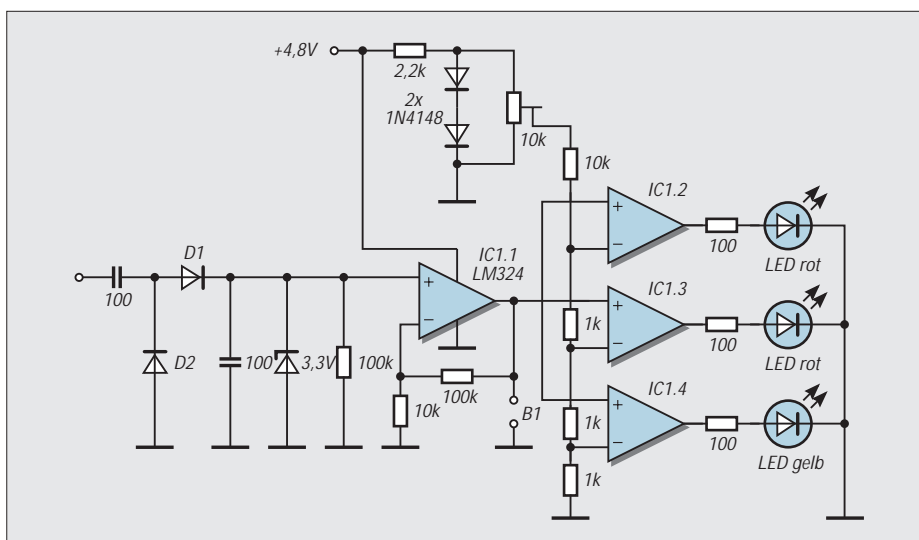 +4,8V
2,2k
2x
1N4148
10k
10k
IC1.2
+
−
100
LED rot
D1
100
D2
100
3,3V
100k
IC1.1
LM324
+
−
100k
10k
B1
1k
IC1.3
+
−
100
LED rot
1k
IC1.4
+
−
100
LED gelb
1k